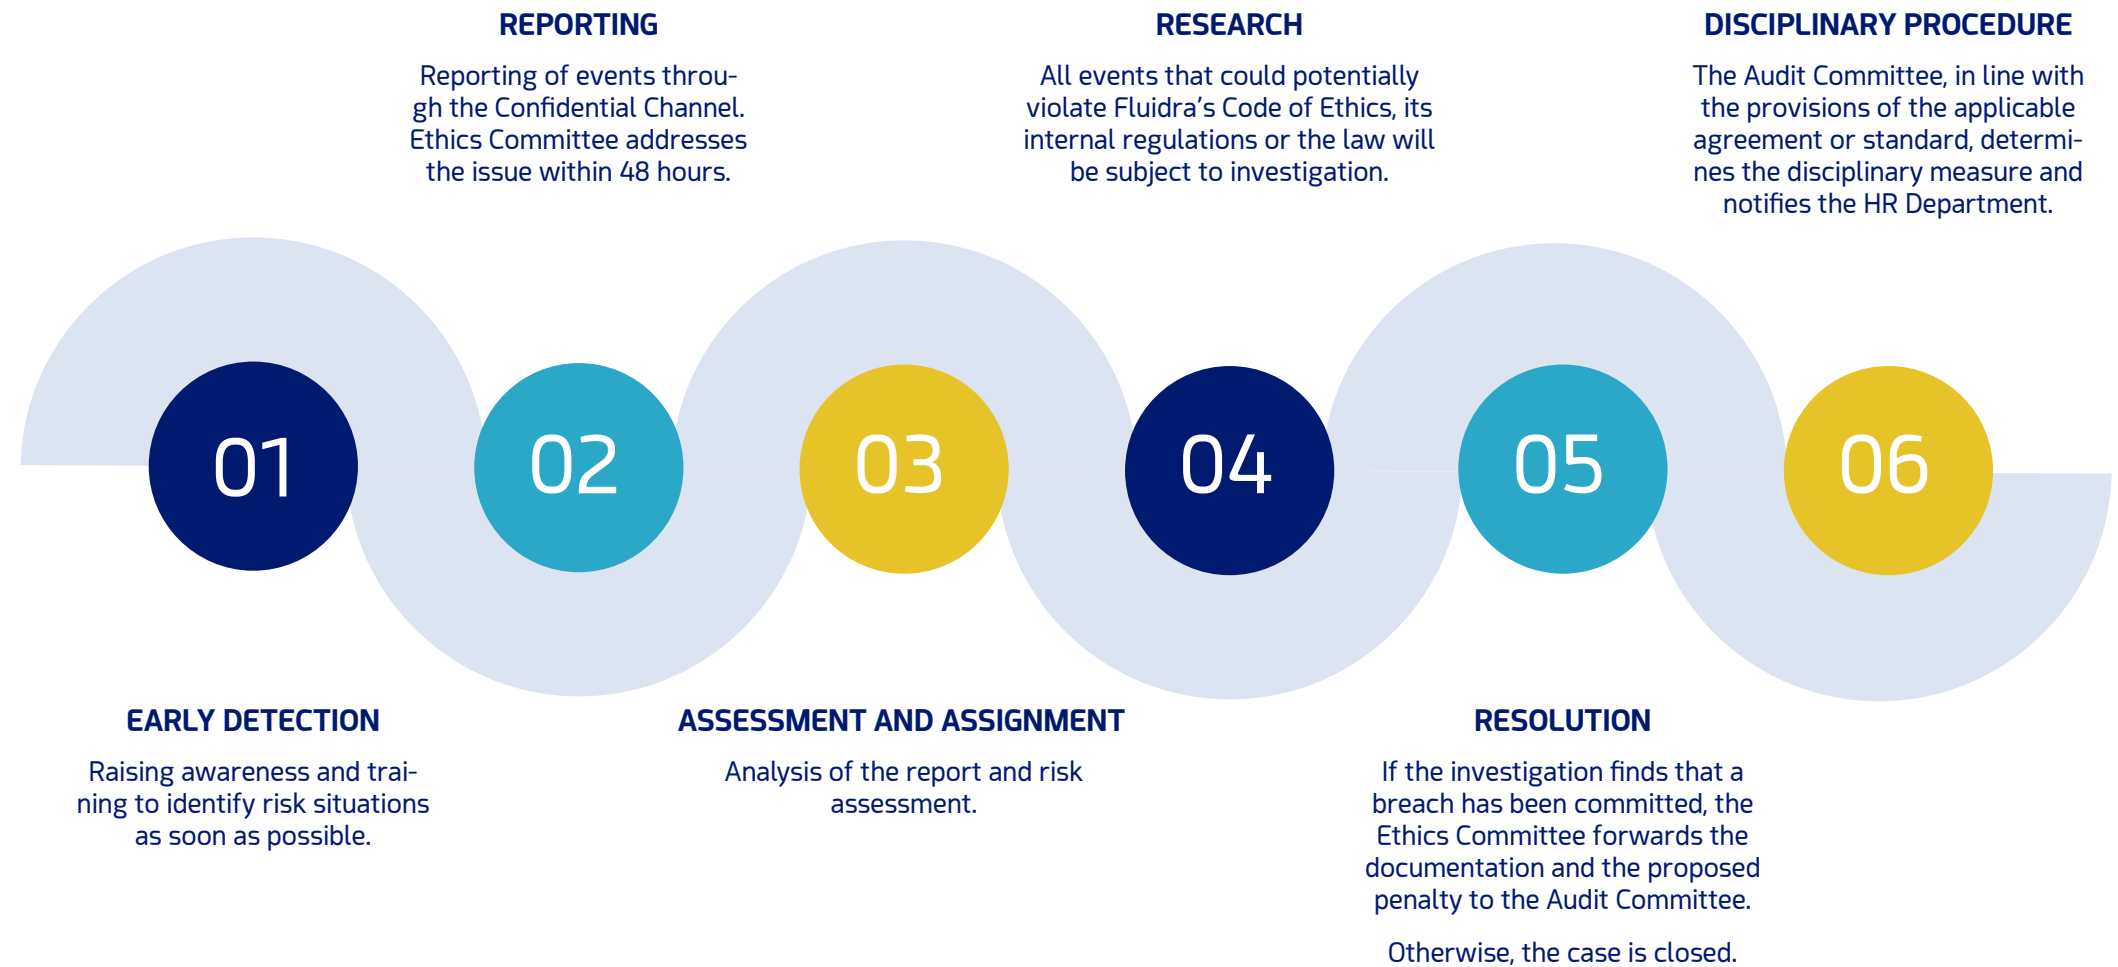 REPORTING
Reporting of events throu-
gh the Confidential Channel.
Ethics Committee addresses
the issue within 48 hours.
RESEARCH
All events that could potentially
violate Fluidra’s Code of Ethics, its
internal regulations or the law will
be subject to investigation.
DISCIPLINARY PROCEDURE
The Audit Committee, in line with
the provisions of the applicable
agreement or standard, determi-
nes the disciplinary measure and
notifies the HR Department.
01
02
03
04
05
06
EARLY DETECTION
Raising awareness and trai-
ning to identify risk situations
as soon as possible.
ASSESSMENT AND ASSIGNMENT
Analysis of the report and risk
assessment.
RESOLUTION
If the investigation finds that a
breach has been committed, the
Ethics Committee forwards the
documentation and the proposed
penalty to the Audit Committee.
Otherwise, the case is closed.